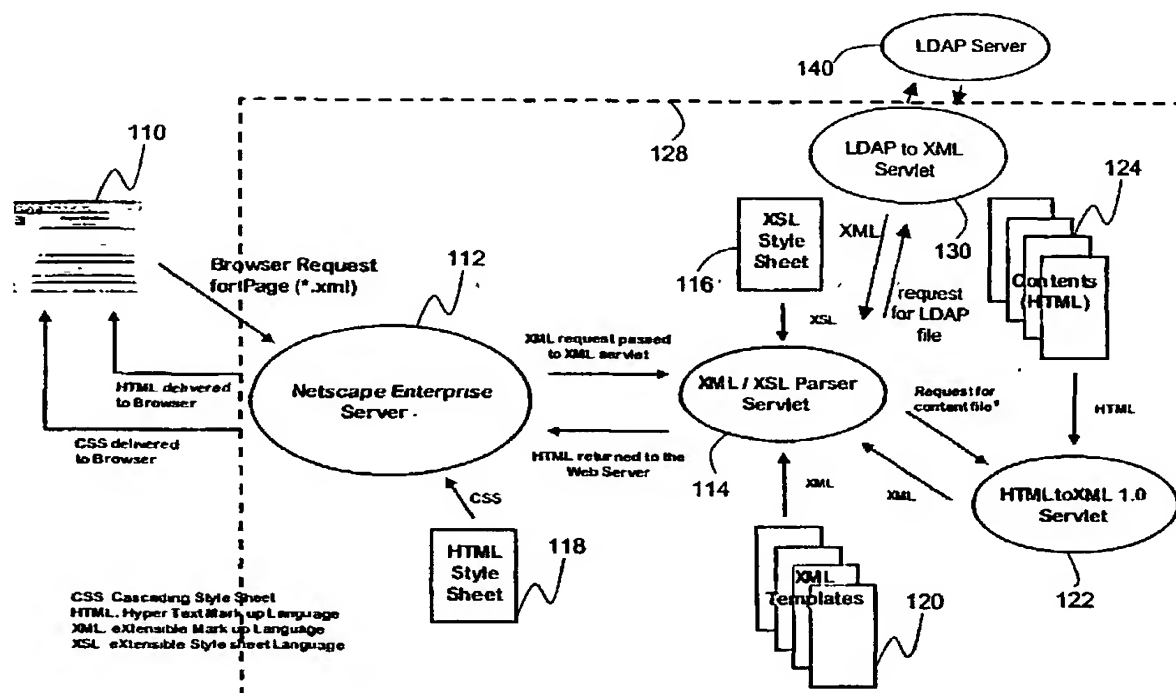 LDAP Server
140
110
128
LDAP to XML
Servlet
124
130
XSL
Style
Sheet
116
XML
request
for LDAP
file
Contents
(HTML)
Browser Request
for Page (*.xml)
112
XSL
XML request passed
to XML servlet
Netscape Enterprise
Server
XML / XSL Parser
Servlet
Request for
content file*
HTML
HTML delivered
to Browser
CSS delivered
to Browser
HTML returned to the
Web Server
114
CSS
XML
XML
HTMLtoXML 1.0
Servlet
HTML
Style
Sheet
118
XML
Templates
120
122
CSS Cascading Style Sheet
HTML. Hyper Text Mark up Language
XML. eXtensible Mark up Language
XSL eXtensible Style sheet Language